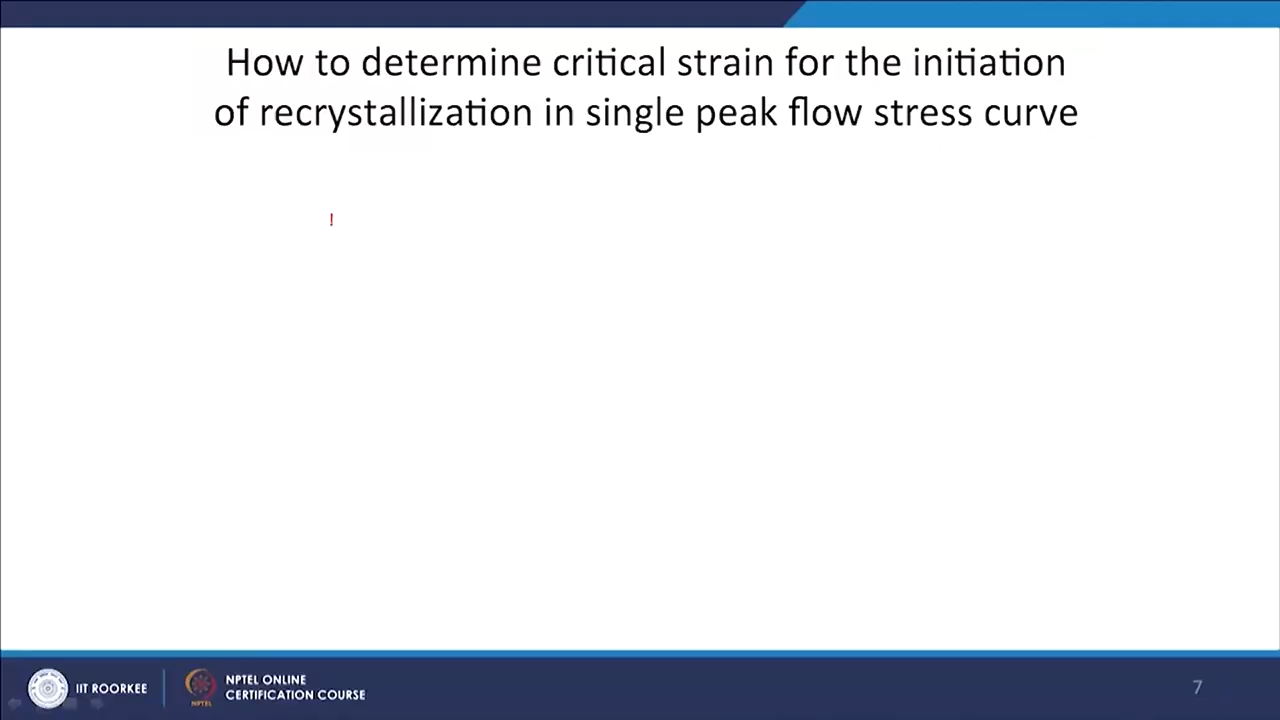 How to determine critical strain for the initiation
of recrystallization in single peak flow stress curve
!
IIT ROORKEE
NPTEL
NPTEL ONLINE
CERTIFICATION COURSE
7